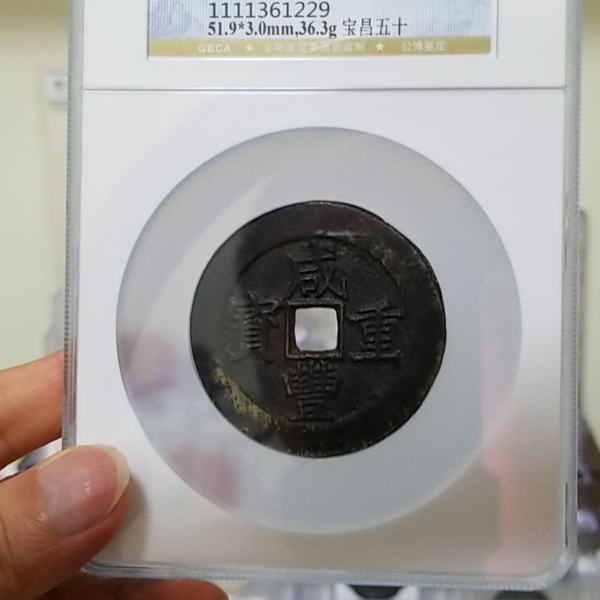 1111361229
51.9*3.0mm,36.3g 宝昌五十
GBCA ★ ★ 公博鉴定
咸
寳 重
豐